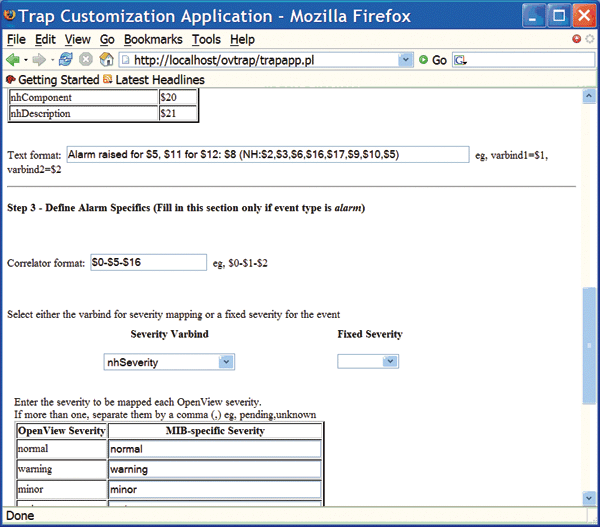 Trap Customization Application - Mozilla Firefox
File Edit View Go Bookmarks Tools Help
http://localhost/ovtrap/trapapp.pl Go G
Getting Started Latest Headlines
nhComponent $20
nhDescription $21
Text format: Alarm raised for $5, $11 for $12: $8 (NH:$2,$3,$6,$16,$17,$9,$10,$5) eg, varbind1=$1,
varbind2=$2
Step 3 - Define Alarm Specifics (Fill in this section only if event type is alarm)
Correlator format: $0-$5-$16 eg, $0-$1-$2
Select either the varbind for severity mapping or a fixed severity for the event
Severity Varbind Fixed Severity
nhSeverity
Enter the severity to be mapped each OpenView severity.
If more than one, separate them by a comma (,) eg, pending,unknown
OpenView Severity MIB-specific Severity
normal normal
warning warning
minor minor
Done